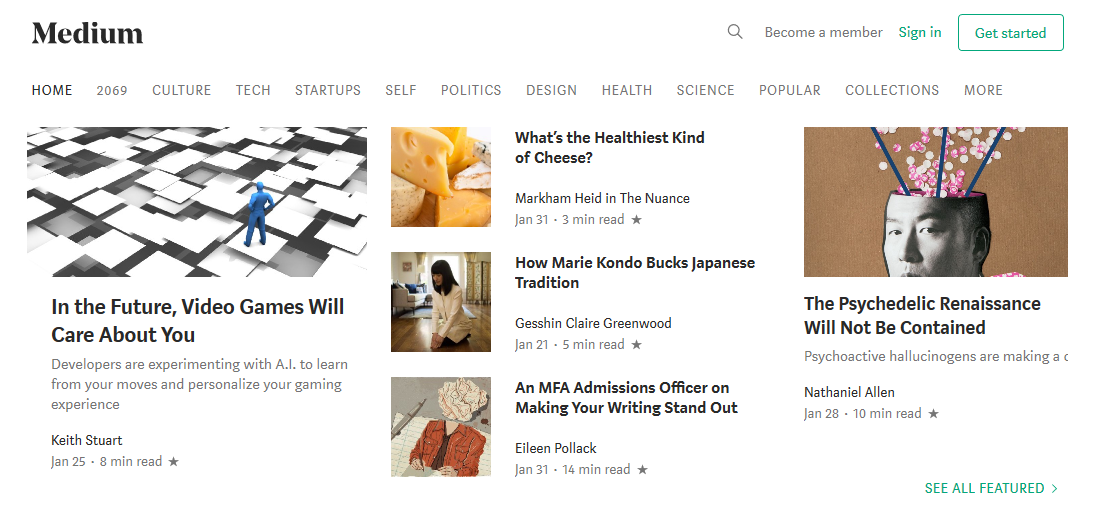 Medium
Become a member
Sign in
Get started
HOME
2069
CULTURE
TECH
STARTUPS
SELF
POLITICS
DESIGN
HEALTH
SCIENCE
POPULAR
COLLECTIONS
MORE
In the Future, Video Games Will
Care About You
Developers are experimenting with A.I. to learn
from your moves and personalize your gaming
experience
Keith Stuart
Jan 25 · 8 min read ★
What's the Healthiest Kind
of Cheese?
Markham Heid in The Nuance
Jan 31 · 3 min read ★
How Marie Kondo Bucks Japanese
Tradition
Gesshin Claire Greenwood
Jan 21 · 5 min read ★
An MFA Admissions Officer on
Making Your Writing Stand Out
Eileen Pollack
Jan 31 · 14 min read ★
The Psychedelic Renaissance
Will Not Be Contained
Psychoactive hallucinogens are making a
Nathaniel Allen
Jan 28 · 10 min read ★
SEE ALL FEATURED >